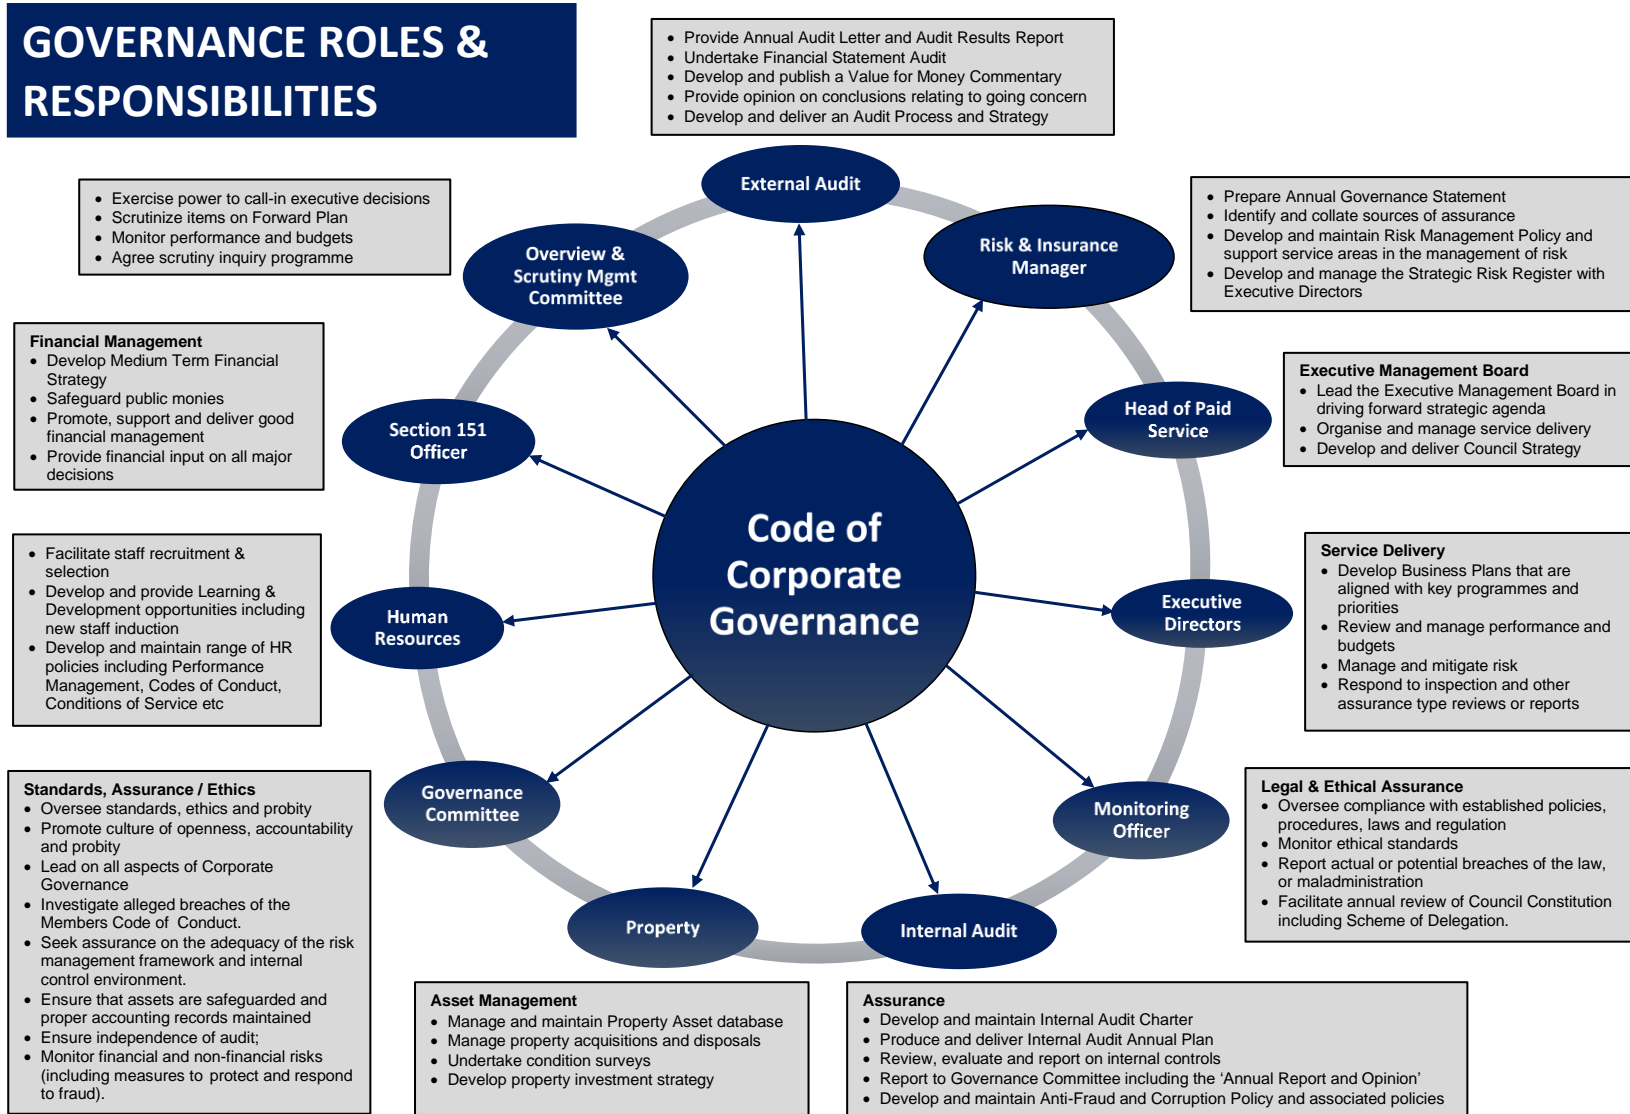 GOVERNANCE ROLES &
RESPONSIBILITIES
• Provide Annual Audit Letter and Audit Results Report
• Undertake Financial Statement Audit
• Develop and publish a Value for Money Commentary
• Provide opinion on conclusions relating to going concern
• Develop and deliver an Audit Process and Strategy
External Audit
• Exercise power to call-in executive decisions
• Scrutinize items on Forward Plan
• Monitor performance and budgets
• Agree scrutiny inquiry programme
Overview &
Scrutiny Mgmt
Committee
Risk & Insurance
Manager
• Prepare Annual Governance Statement
• Identify and collate sources of assurance
• Develop and maintain Risk Management Policy and
support service areas in the management of risk
• Develop and manage the Strategic Risk Register with
Executive Directors
Financial Management
• Develop Medium Term Financial
Strategy
• Safeguard public monies
• Promote, support and deliver good
financial management
• Provide financial input on all major
decisions
Section 151
Officer
Head of Paid
Service
Executive Management Board
• Lead the Executive Management Board in
driving forward strategic agenda
• Organise and manage service delivery
• Develop and deliver Council Strategy
Code of
Corporate
Governance
• Facilitate staff recruitment &
selection
• Develop and provide Learning &
Development opportunities including
new staff induction
• Develop and maintain range of HR
policies including Performance
Management, Codes of Conduct,
Conditions of Service etc
Human
Resources
Executive
Directors
Service Delivery
• Develop Business Plans that are
aligned with key programmes and
priorities
• Review and manage performance and
budgets
• Manage and mitigate risk
• Respond to inspection and other
assurance type reviews or reports
Standards, Assurance / Ethics
• Oversee standards, ethics and probity
• Promote culture of openness, accountability
and probity
• Lead on all aspects of Corporate
Governance
• Investigate alleged breaches of the
Members Code of Conduct.
• Seek assurance on the adequacy of the risk
management framework and internal
control environment.
• Ensure that assets are safeguarded and
proper accounting records maintained
• Ensure independence of audit;
• Monitor financial and non-financial risks
(including measures to protect and respond
to fraud).
Governance
Committee
Monitoring
Officer
Legal & Ethical Assurance
• Oversee compliance with established policies,
procedures, laws and regulation
• Monitor ethical standards
• Report actual or potential breaches of the law,
or maladministration
• Facilitate annual review of Council Constitution
including Scheme of Delegation.
Property
Internal Audit
Asset Management
• Manage and maintain Property Asset database
• Manage property acquisitions and disposals
• Undertake condition surveys
• Develop property investment strategy
Assurance
• Develop and maintain Internal Audit Charter
• Produce and deliver Internal Audit Annual Plan
• Review, evaluate and report on internal controls
• Report to Governance Committee including the ‘Annual Report and Opinion’
• Develop and maintain Anti-Fraud and Corruption Policy and associated policies